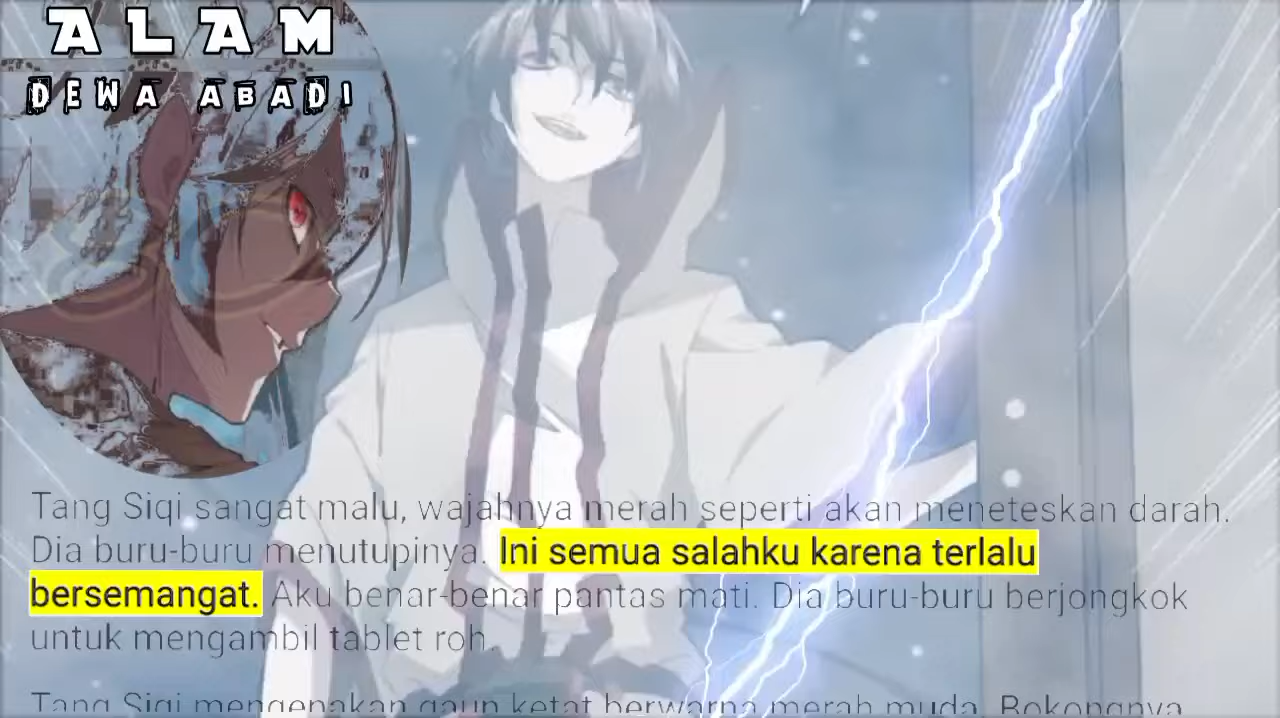 ALAM
DEWA ABADI
Tang Siqi sangat malu, wajahnya merah seperti akan meneteskan darah.
Dia buru-buru menutupinya. Ini semua salahku karena terlalu
bersemangat. Aku benar-benar pantas mati. Dia buru-buru berjongkok
untuk mengambil tablet roh.
Tang Siqi mengenakan gaun ketat berwarna merah muda. Bokongnya